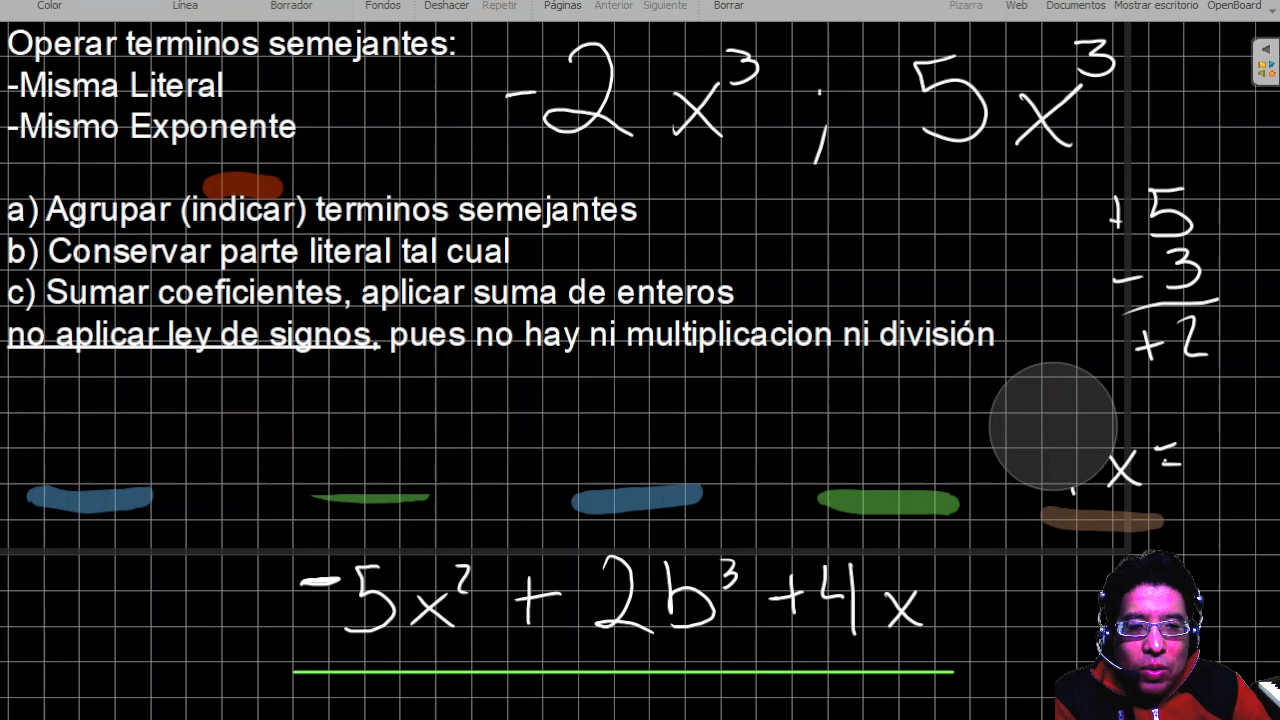 Color Línea Borrador Fondos Deshacer Repetir Páginas Anterior Siguiente Borrar Pizarra Web Documentos Mostrar escritorio OpenBoard
Operar terminos semejantes:
-Misma Literal
-Mismo Exponente
-2x³ ; 5x³
a) Agrupar (indicar) terminos semejantes
b) Conservar parte literal tal cual
c) Sumar coeficientes, aplicar suma de enteros
no aplicar ley de signos, pues no hay ni multiplicacion ni división
+5
-3
+2
x=
-5x² + 2b³ +4x